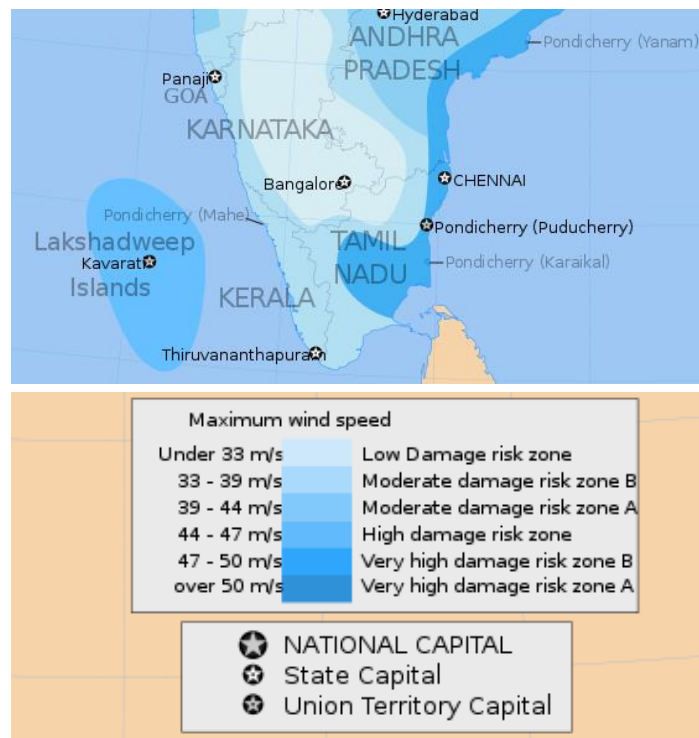 Hyderabad
ANDHRA
PRADESH
Pondicherry (Yanam)
Panaji
GOA
KARNATAKA
Bangalore
CHENNAI
Pondicherry (Mahe)
Pondicherry (Puducherry)
Lakshadweep
Kavarati
Islands
TAMIL
NADU
Pondicherry (Karaikal)
KERALA
Thiruvananthapuram
Maximum wind speed
Under 33 m/s Low Damage risk zone
33 - 39 m/s Moderate damage risk zone B
39 - 44 m/s Moderate damage risk zone A
44 - 47 m/s High damage risk zone
47 - 50 m/s Very high damage risk zone B
over 50 m/s Very high damage risk zone A
NATIONAL CAPITAL
State Capital
Union Territory Capital